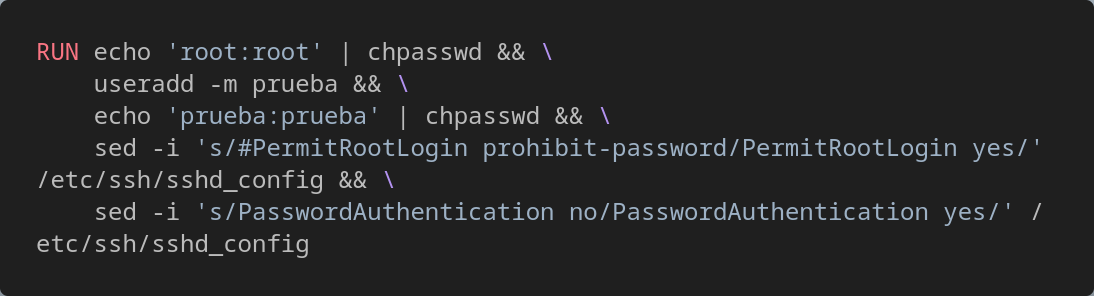 RUN echo 'root:root' | chpasswd && \
    useradd -m prueba && \
    echo 'prueba:prueba' | chpasswd && \
    sed -i 's/#PermitRootLogin prohibit-password/PermitRootLogin yes/'
/etc/ssh/sshd_config && \
    sed -i 's/PasswordAuthentication no/PasswordAuthentication yes/' /
etc/ssh/sshd_config